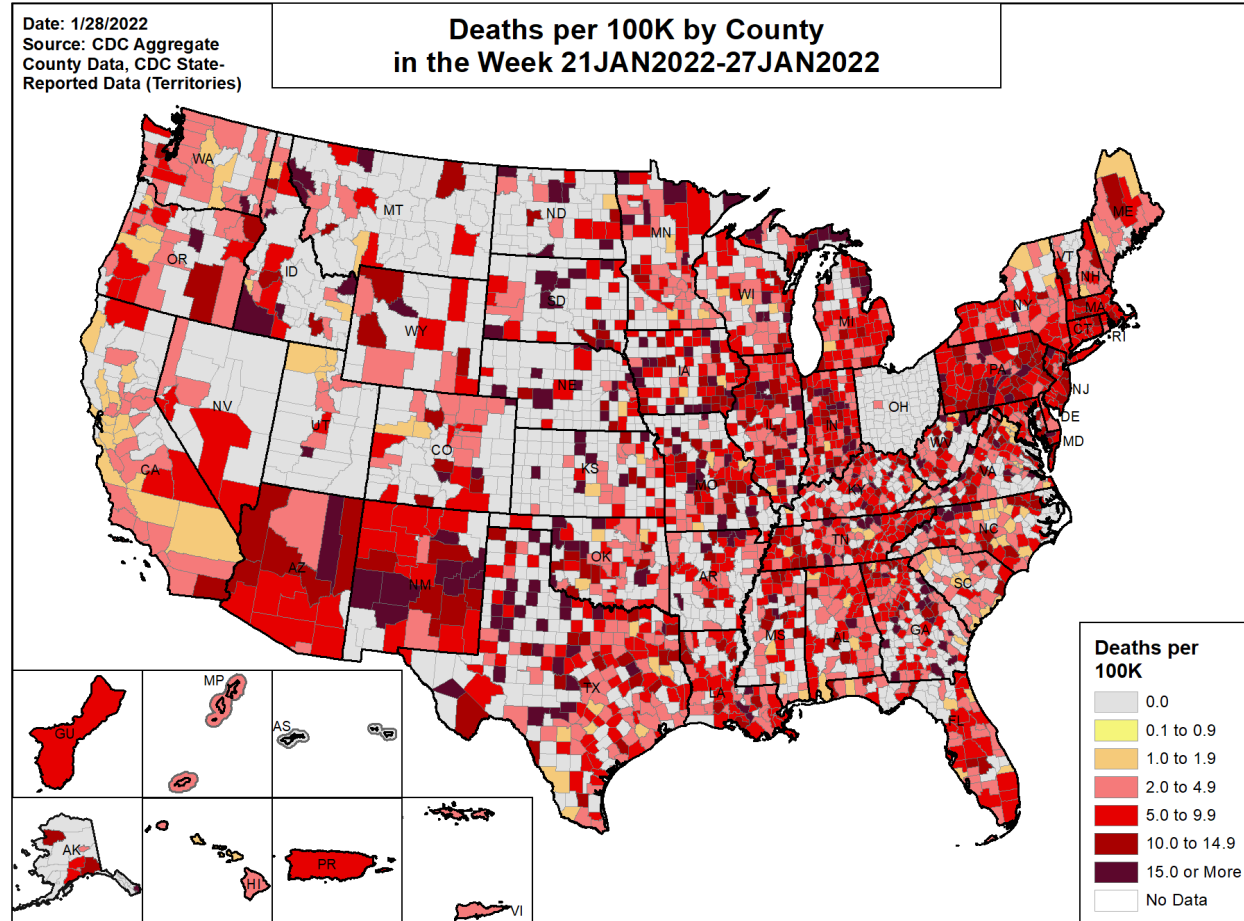 Date: 1/28/2022
Source: CDC Aggregate
County Data, CDC State-
Reported Data (Territories)
Deaths per 100K by County
in the Week 21JAN2022-27JAN2022
WA
MT
ND
MN
ME
OR
ID
SD
WI
MI
NY
VT
NH
MA
CT
RI
WY
IA
PA
NJ
NE
NV
UT
CO
IL
IN
OH
DE
MD
WV
VA
CA
KS
MO
KY
AZ
NM
OK
AR
TN
NC
SC
MS
AL
GA
TX
LA
FL
GU
MP
AS
AK
HI
PR
VI
Deaths per
100K
0.0
0.1 to 0.9
1.0 to 1.9
2.0 to 4.9
5.0 to 9.9
10.0 to 14.9
15.0 or More
No Data